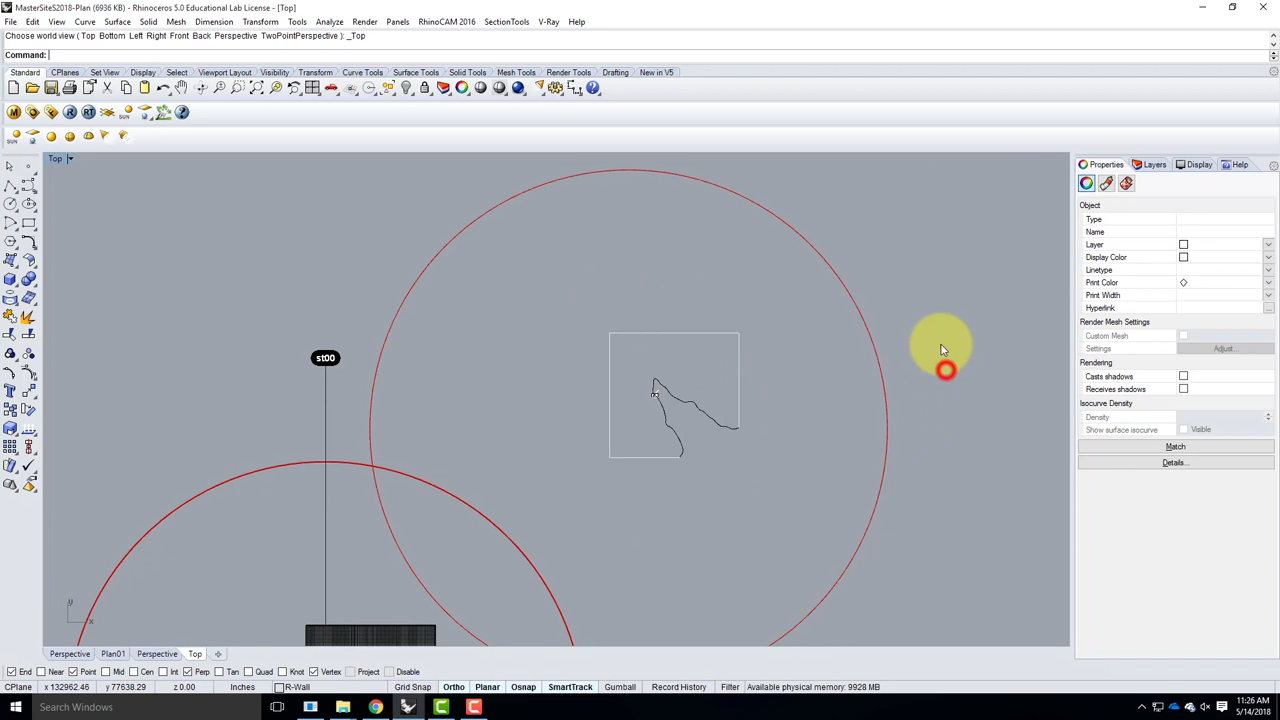 MasterSiteS2018-Plan (6936 KB) - Rhinoceros 5.0 Educational Lab License - [Top]
File Edit View Curve Surface Solid Mesh Dimension Transform Tools Analyze Render Panels RhinoCAM 2016 SectionTools V-Ray Help
Choose world view ( Top Bottom Left Right Front Back Perspective TwoPointPerspective ): _Top
Command:
Standard CPlanes Set View Display Select Viewport Layout Visibility Transform Curve Tools Surface Tools Solid Tools Mesh Tools Render Tools Drafting New in V5
M R RT SUN
SUN
Top
Properties Layers Display Help
Object
Type
Name
Layer
Display Color
Linetype
Print Color
Print Width
Hyperlink ...
Render Mesh Settings
Custom Mesh
Settings Adjust...
Rendering
Casts shadows
Receives shadows
Isocurve Density
Density
Show surface isocurve Visible
Match
Details...
st00
y
x
Perspective Plan01 Perspective Top
End Near Point Mid Cen Int Perp Tan Quad Knot Vertex Project Disable
CPlane x 132962.46 y 77638.29 z 0.00 Inches R-Wall Grid Snap Ortho Planar Osnap SmartTrack Gumball Record History Filter Available physical memory: 9928 MB
Search Windows
11:26 AM
5/14/2018